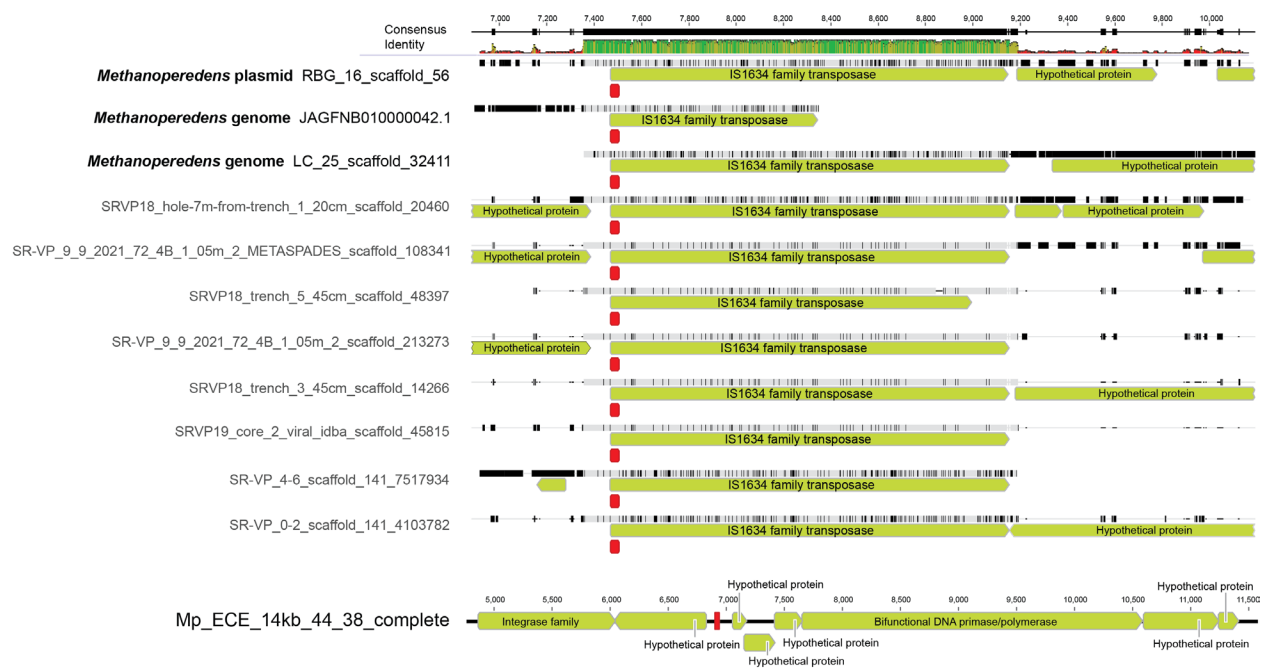 7,000 7,200 7,400 7,600 7,800 8,000 8,200 8,400 8,600 8,800 9,000 9,200 9,400 9,600 9,800 10,000
Consensus
Identity
Methanoperedens plasmid RBG_16_scaffold_56
IS1634 family transposase Hypothetical protein
Methanoperedens genome JAGFNB010000042.1
IS1634 family transposase
Methanoperedens genome LC_25_scaffold_32411
IS1634 family transposase Hypothetical protein
SRVP18_hole-7m-from-trench_1_20cm_scaffold_20460
Hypothetical protein IS1634 family transposase Hypothetical protein
SR-VP_9_9_2021_72_4B_1_05m_2_METASPADES_scaffold_108341
Hypothetical protein IS1634 family transposase
SRVP18_trench_5_45cm_scaffold_48397
IS1634 family transposase
SR-VP_9_9_2021_72_4B_1_05m_2_scaffold_213273
Hypothetical protein IS1634 family transposase
SRVP18_trench_3_45cm_scaffold_14266
IS1634 family transposase Hypothetical protein
SRVP19_core_2_viral_idba_scaffold_45815
IS1634 family transposase
SR-VP_4-6_scaffold_141_7517934
IS1634 family transposase
SR-VP_0-2_scaffold_141_4103782
IS1634 family transposase Hypothetical protein
Hypothetical protein Hypothetical protein
5,000 5,500 6,000 6,500 7,000 7,500 8,000 8,500 9,000 9,500 10,000 10,500 11,000 11,500
Mp_ECE_14kb_44_38_complete
Integrase family Bifunctional DNA primase/polymerase
Hypothetical protein Hypothetical protein Hypothetical protein
Hypothetical protein